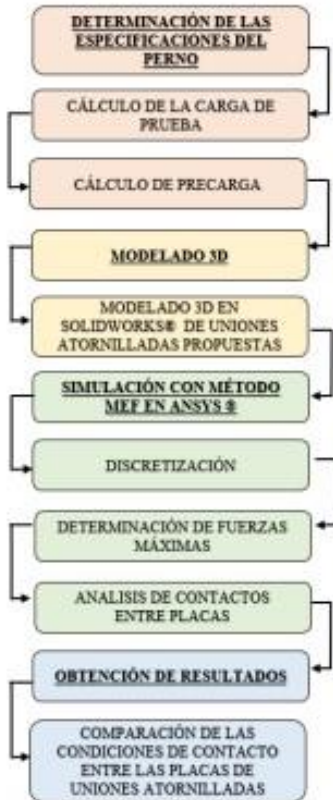 DETERMINACIÓN DE LAS
ESPECIFICACIONES DEL
PERNO
CÁLCULO DE LA CARGA DE
PRUEBA
CÁLCULO DE PRECARGA
MODELADO 3D
MODELADO 3D EN
SOLIDWORKS® DE UNIONES
ATORNILLADAS PROPUESTAS
SIMULACIÓN CON MÉTODO
MEF EN ANSYS ®
DISCRETIZACIÓN
DETERMINACIÓN DE FUERZAS
MÁXIMAS
ANALISIS DE CONTACTOS
ENTRE PLACAS
OBTENCIÓN DE RESULTADOS
COMPARACIÓN DE LAS
CONDICIONES DE CONTACTO
ENTRE LAS PLACAS DE
UNIONES ATORNILLADAS